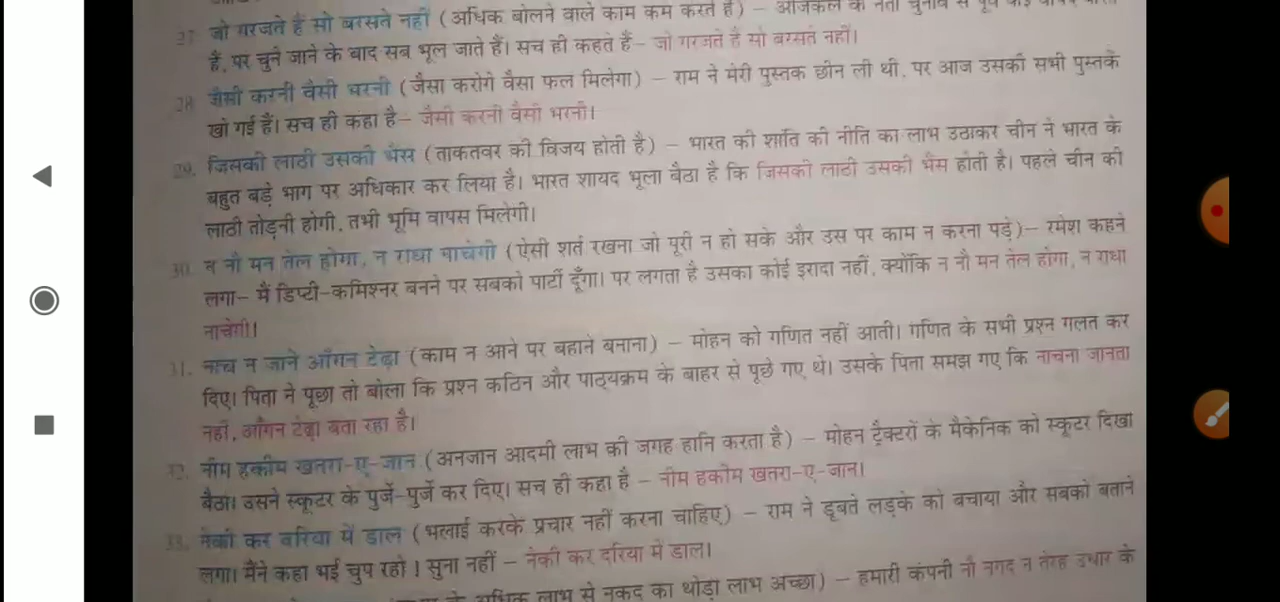 27. जो गरजते हैं सो बरसते नहीं (अधिक बोलने वाले काम कम करते हैं) – आजकल के नेता चुनाव से पूर्व
हैं, पर चुने जाने के बाद सब भूल जाते हैं। सच ही कहते हैं – जो गरजते हैं सो बरसते नहीं।
28. जैसी करनी वैसी भरनी (जैसा करोगे वैसा फल मिलेगा) – राम ने मेरी पुस्तक छीन ली थी, पर आज उसकी सभी पुस्तकें
खो गई हैं। सच ही कहा है – जैसी करनी वैसी भरनी।
29. जिसकी लाठी उसकी भैंस (ताकतवर की विजय होती है) – भारत की शांति की नीति का लाभ उठाकर चीन ने भारत के
बहुत बड़े भाग पर अधिकार कर लिया है। भारत शायद भूला बैठा है कि जिसकी लाठी उसकी भैंस होती है। पहले चीन की
लाठी तोड़नी होगी, तभी भूमि वापस मिलेगी।
30. न नौ मन तेल होगा, न राधा नाचेगी (ऐसी शर्त रखना जो पूरी न हो सके और उस पर काम न करना पड़े) – रमेश कहने
लगा – मैं डिप्टी-कमिश्नर बनने पर सबको पार्टी दूँगा। पर लगता है उसका कोई इरादा नहीं, क्योंकि न नौ मन तेल होगा, न राधा
नाचेगी।
31. नाच न जाने आँगन टेढ़ा (काम न आने पर बहाने बनाना) – मोहन को गणित नहीं आती। गणित के सभी प्रश्न गलत कर
दिए। पिता ने पूछा तो बोला कि प्रश्न कठिन और पाठ्यक्रम के बाहर से पूछे गए थे। उसके पिता समझ गए कि नाचना जानता
नहीं, आँगन टेढ़ा बता रहा है।
32. नीम हकीम खतरा-ए-जान (अनजान आदमी लाभ की जगह हानि करता है) – मोहन ट्रैक्टरों के मैकेनिक को स्कूटर दिखा
बैठा। उसने स्कूटर के पुर्जे-पुर्जे कर दिए। सच ही कहा है – नीम हकीम खतरा-ए-जान।
33. नेकी कर दरिया में डाल (भलाई करके प्रचार नहीं करना चाहिए) – राम ने डूबते लड़के को बचाया और सबको बताने
लगा। मैंने कहा भई चुप रहो। सुना नहीं – नेकी कर दरिया में डाल।
के अधिक लाभ से नकद का थोड़ा लाभ अच्छा) – हमारी कंपनी नौ नगद न तेरह उधार के